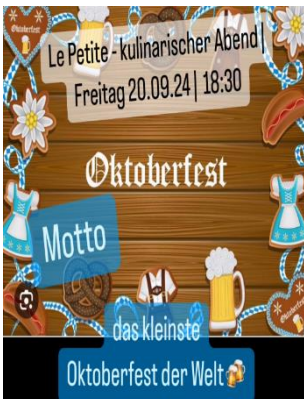 Le Petite - kulinarischer Abend|
Freitag 20.09.24| 18:30
Oktoberfest
Motto
das kleinste
Oktoberfest der Welt🍻